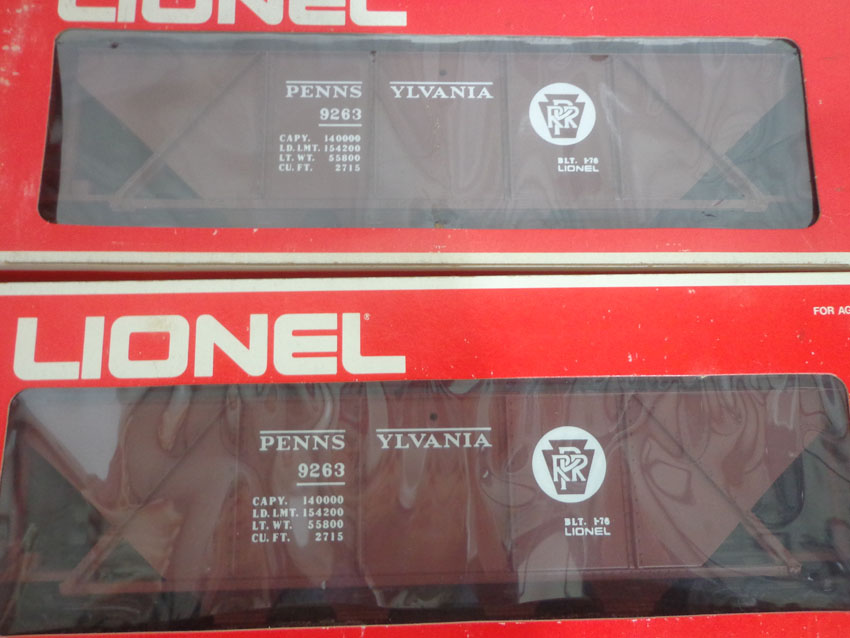 LIONEL
PENNS YLVANIA
9263
CAPY. 140000
LD. LMT. 154200
LT. WT. 55800
CU. FT. 2715
PRR
BLT. 1-76
LIONEL
LIONEL®
FOR AG
PENNS YLVANIA
9263
CAPY. 140000
LD. LMT. 154200
LT. WT. 55800
CU. FT. 2715
PRR
BLT. 1-76
LIONEL